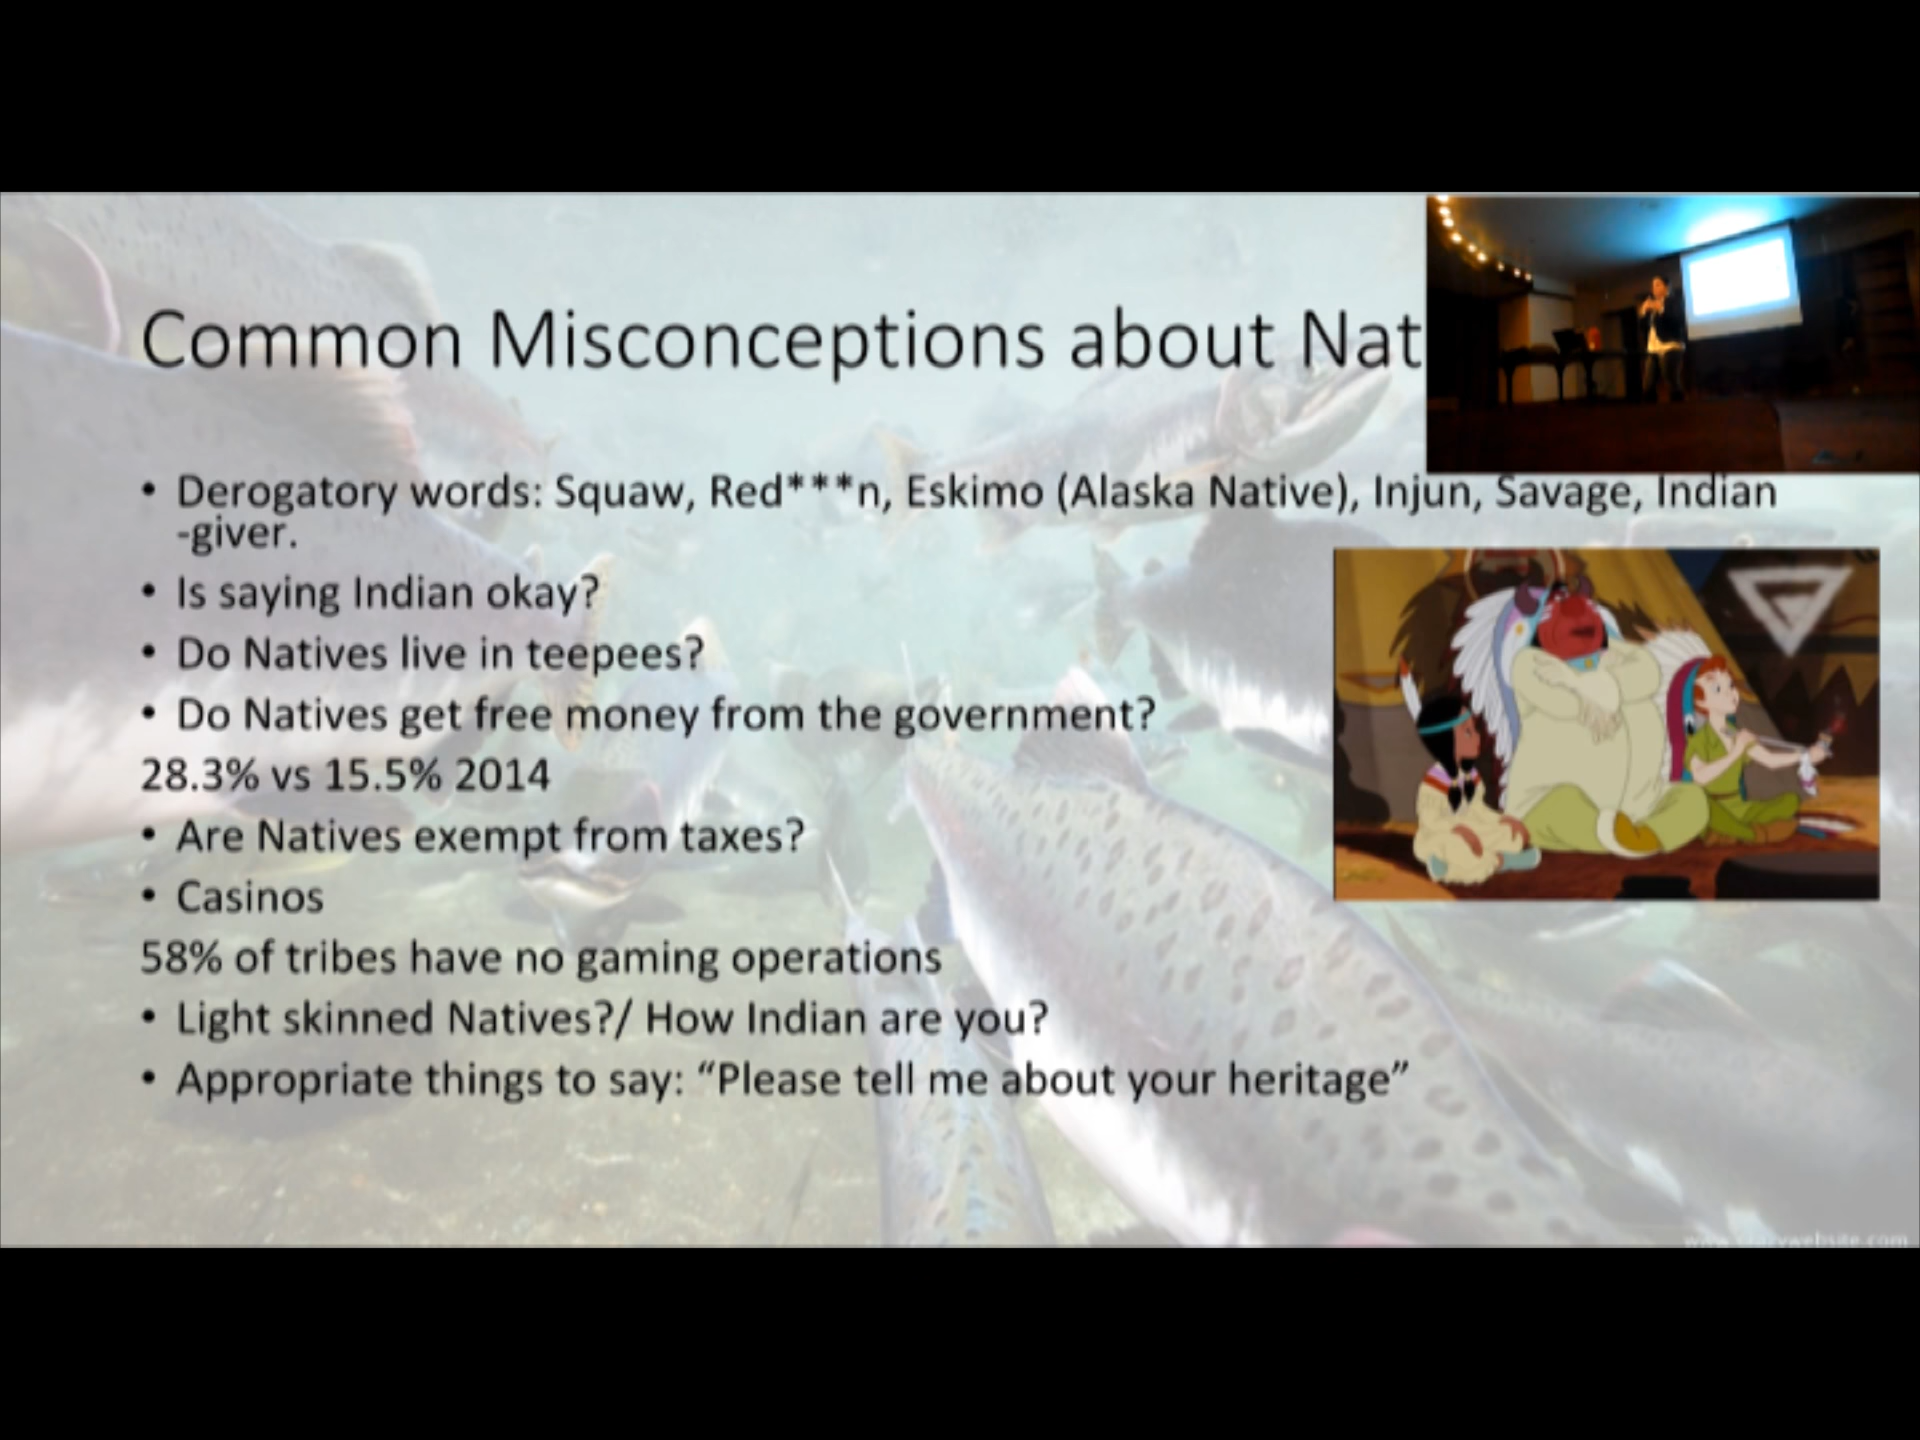 Common Misconceptions about Nat
• Derogatory words: Squaw, Red***n, Eskimo (Alaska Native), Injun, Savage, Indian
-giver.
• Is saying Indian okay?
• Do Natives live in teepees?
• Do Natives get free money from the government?
28.3% vs 15.5% 2014
• Are Natives exempt from taxes?
• Casinos
58% of tribes have no gaming operations
• Light skinned Natives?/ How Indian are you?
• Appropriate things to say: “Please tell me about your heritage”